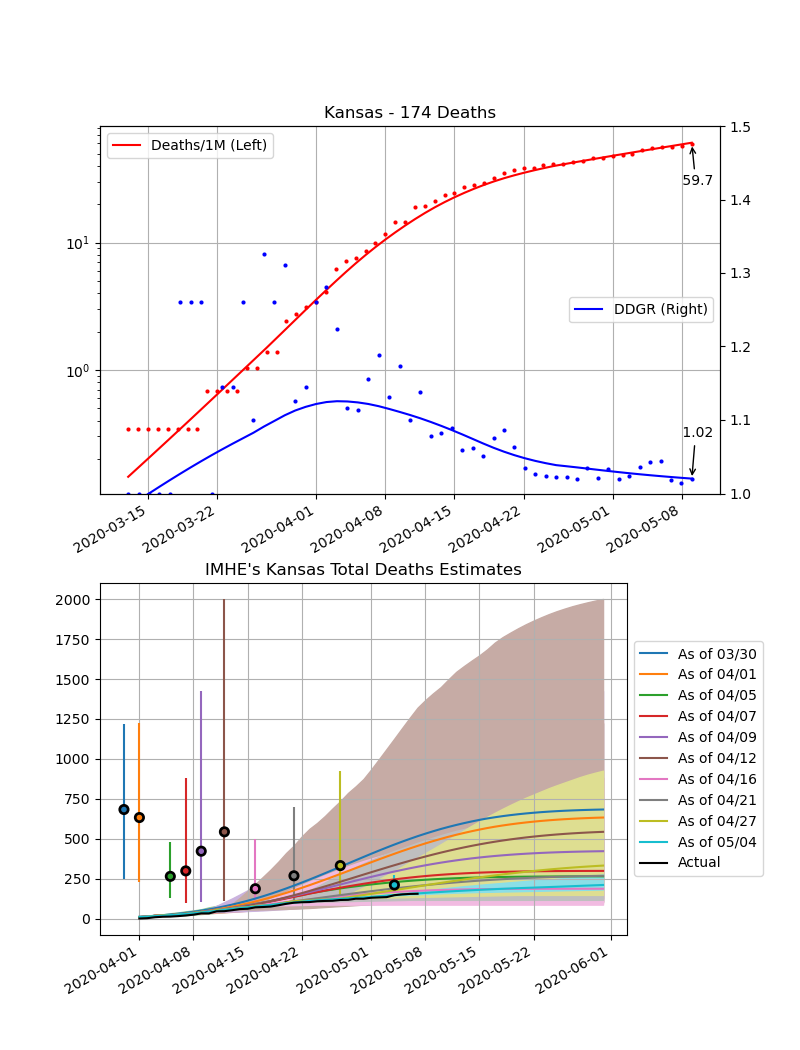 Kansas - 174 Deaths
Deaths/1M (Left)
DDGR (Right)
59.7
1.02
10^1
10^0
1.5
1.4
1.3
1.2
1.1
1.0
2020-03-15
2020-03-22
2020-04-01
2020-04-08
2020-04-15
2020-04-22
2020-05-01
2020-05-08
IMHE's Kansas Total Deaths Estimates
2000
1750
1500
1250
1000
750
500
250
0
2020-04-01
2020-04-08
2020-04-15
2020-04-22
2020-05-01
2020-05-08
2020-05-15
2020-05-22
2020-06-01
As of 03/30
As of 04/01
As of 04/05
As of 04/07
As of 04/09
As of 04/12
As of 04/16
As of 04/21
As of 04/27
As of 05/04
Actual